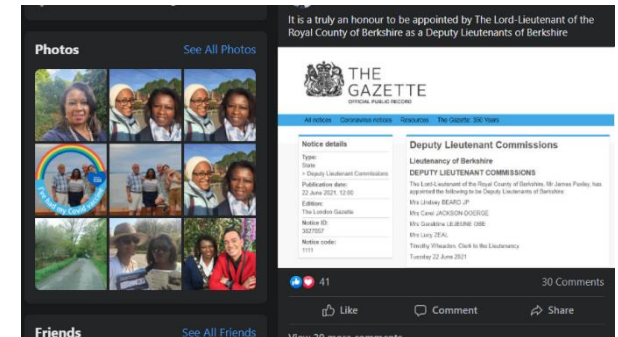 Photos
See All Photos
I've had my Covid vaccine
Friends
See All Friends
It is a truly an honour to be appointed by The Lord-Lieutenant of the
Royal County of Berkshire as a Deputy Lieutenants of Berkshire
THE
GAZETTE
OFFICIAL PUBLIC RECORD
All notices
Coronavirus notices
Resources
The Gazette: 350 Years
Notice details
Type:
State
> Deputy Lieutenant Commissions
Publication date:
22 June 2021, 12:00
Edition:
The London Gazette
Notice ID:
Notice code:
1111
Deputy Lieutenant Commissions
Lieutenancy of Berkshire
DEPUTY LIEUTENANT COMMISSIONS
The Lord-Lieutenant of the Royal County of Berkshire, Mr James Puxley, has
appointed the following to be Deputy Lieutenants of Berkshire:
Mrs Lindsay BEARD JP
Mrs Carol JACKSON-DOERGE
Mrs Geraldine LEJEUNE OBE
Mrs Lucy ZEAL
Timothy Wheadon, Clerk to the Lieutenancy
Tuesday 22 June 2021
41
30 Comments
Like
Comment
Share
View 29 more comments